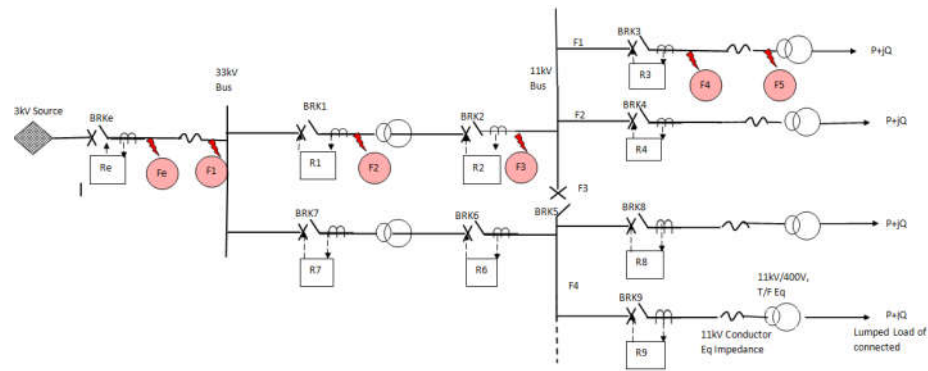 3kV Source
BRKe
Re
Fe
F1
33kV
Bus
BRK1
R1
F2
BRK2
R2
F3
11kV
Bus
F1
BRK3
R3
F4
F5
P+jQ
F2
BRK4
R4
P+jQ
F3
BRK5
BRK7
R7
BRK6
R6
BRK8
R8
P+jQ
F4
BRK9
R9
11kV Conductor
Eq Impedance
11kV/400V,
T/F Eq
P+jQ
Lumped Load of
connected